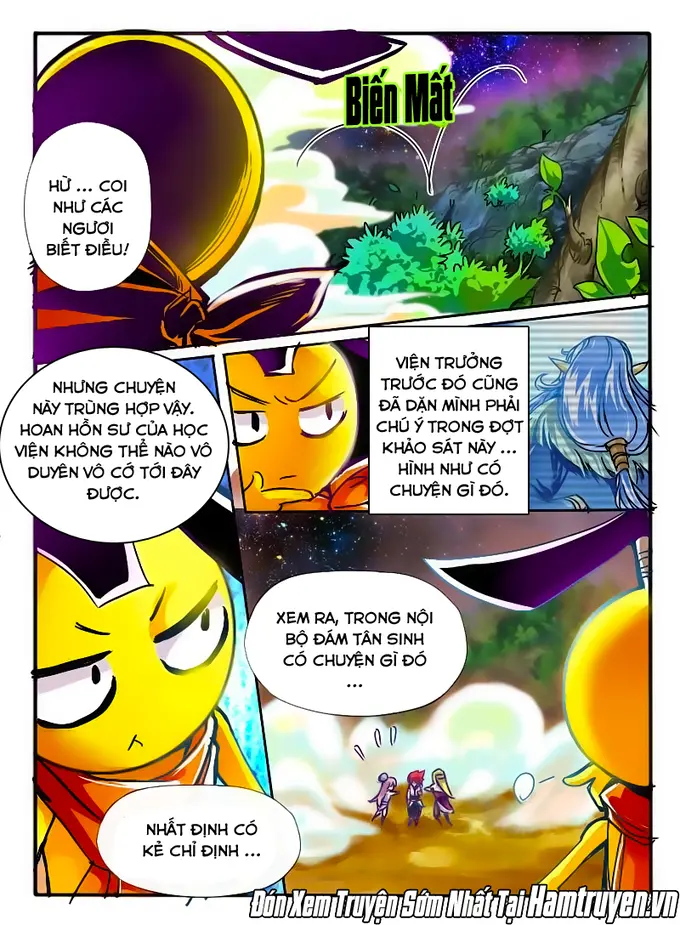 Biến Mất
HỪ ... COI
NHƯ CÁC
NGƯƠI
BIẾT ĐIỀU!
VIỆN TRƯỞNG
TRƯỚC ĐÓ CŨNG
ĐÃ DẶN MÌNH PHẢI
CHÚ Ý TRONG ĐỢT
KHẢO SÁT NÀY ...
HÌNH NHƯ CÓ
CHUYỆN GÌ ĐÓ.
NHƯNG CHUYỆN
NÀY TRÙNG HỢP VẬY.
HOAN HỒN SƯ CỦA HỌC
VIỆN KHÔNG THỂ NÀO VÔ
DUYÊN VÔ CỚ TỚI ĐÂY
ĐƯỢC.
XEM RA, TRONG NỘI
BỘ ĐÁM TÂN SINH
CÓ CHUYỆN GÌ ĐÓ
...
NHẤT ĐỊNH CÓ
KẺ CHỈ ĐỊNH ...
Đón Xem Truyện Sớm Nhất Tại Hamtruyen.vn